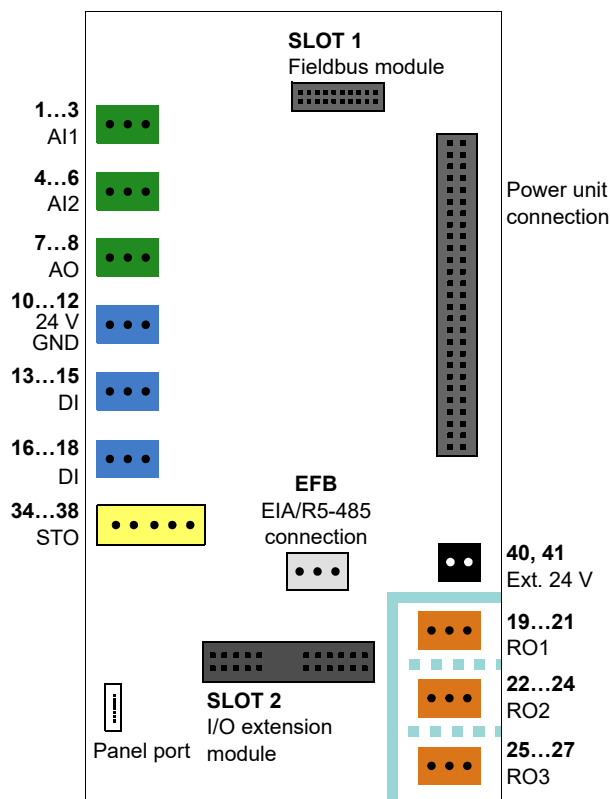 SLOT 1
Fieldbus module
1…3
AI1
4…6
AI2
7…8
AO
10…12
24 V
GND
13…15
DI
16…18
DI
34…38
STO
Power unit
connection
EFB
EIA/R5-485
connection
40, 41
Ext. 24 V
19…21
RO1
22…24
RO2
25…27
RO3
SLOT 2
I/O extension
module
Panel port